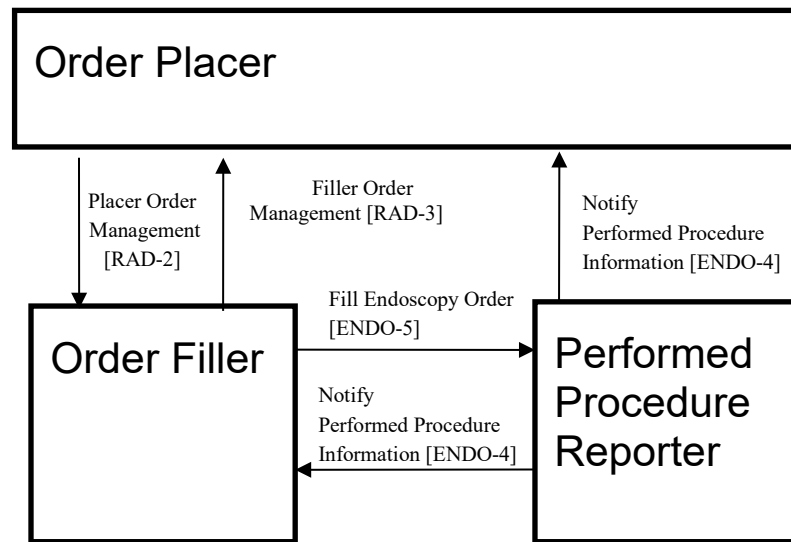 Order Placer
Placer Order
Management
[RAD-2]
Filler Order
Management [RAD-3]
Notify
Performed Procedure
Information [ENDO-4]
Fill Endoscopy Order
[ENDO-5]
Order Filler
Notify
Performed Procedure
Information [ENDO-4]
Performed
Procedure
Reporter